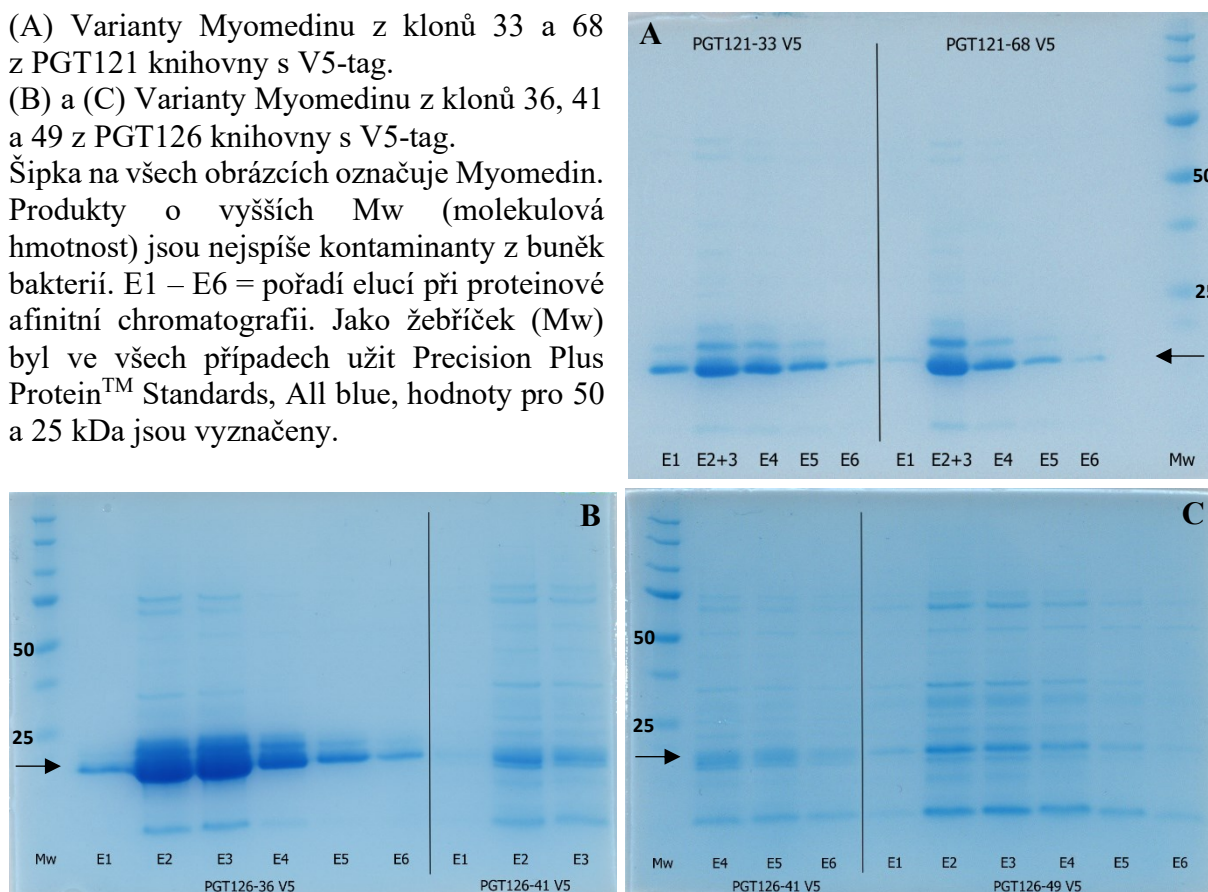 (A) Varianty Myomedinu z klonů 33 a 68
z PGT121 knihovny s V5-tag.
(B) a (C) Varianty Myomedinu z klonů 36, 41
a 49 z PGT126 knihovny s V5-tag.
Šipka na všech obrázcích označuje Myomedin.
Produkty o vyšších Mw (molekulová
hmotnost) jsou nejspíše kontaminanty z buněk
bakterií. E1 – E6 = pořadí elucí při proteinové
afinitní chromatografii. Jako žebříček (Mw)
byl ve všech případech užit Precision Plus
Protein™ Standards, All blue, hodnoty pro 50
a 25 kDa jsou vyznačeny.
A
PGT121-33 V5 PGT121-68 V5
50
25
E1 E2+3 E4 E5 E6 E1 E2+3 E4 E5 E6 Mw
B
50
25
Mw E1 E2 E3 E4 E5 E6 E1 E2 E3
PGT126-36 V5 PGT126-41 V5
C
50
25
Mw E4 E5 E6 E1 E2 E3 E4 E5 E6
PGT126-41 V5 PGT126-49 V5